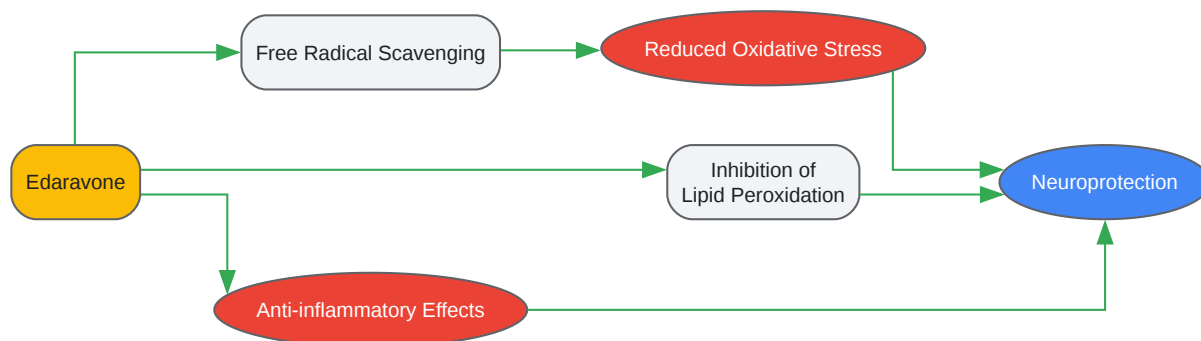 Free Radical Scavenging
Reduced Oxidative Stress
Edaravone
Inhibition of
Lipid Peroxidation
Neuroprotection
Anti-inflammatory Effects